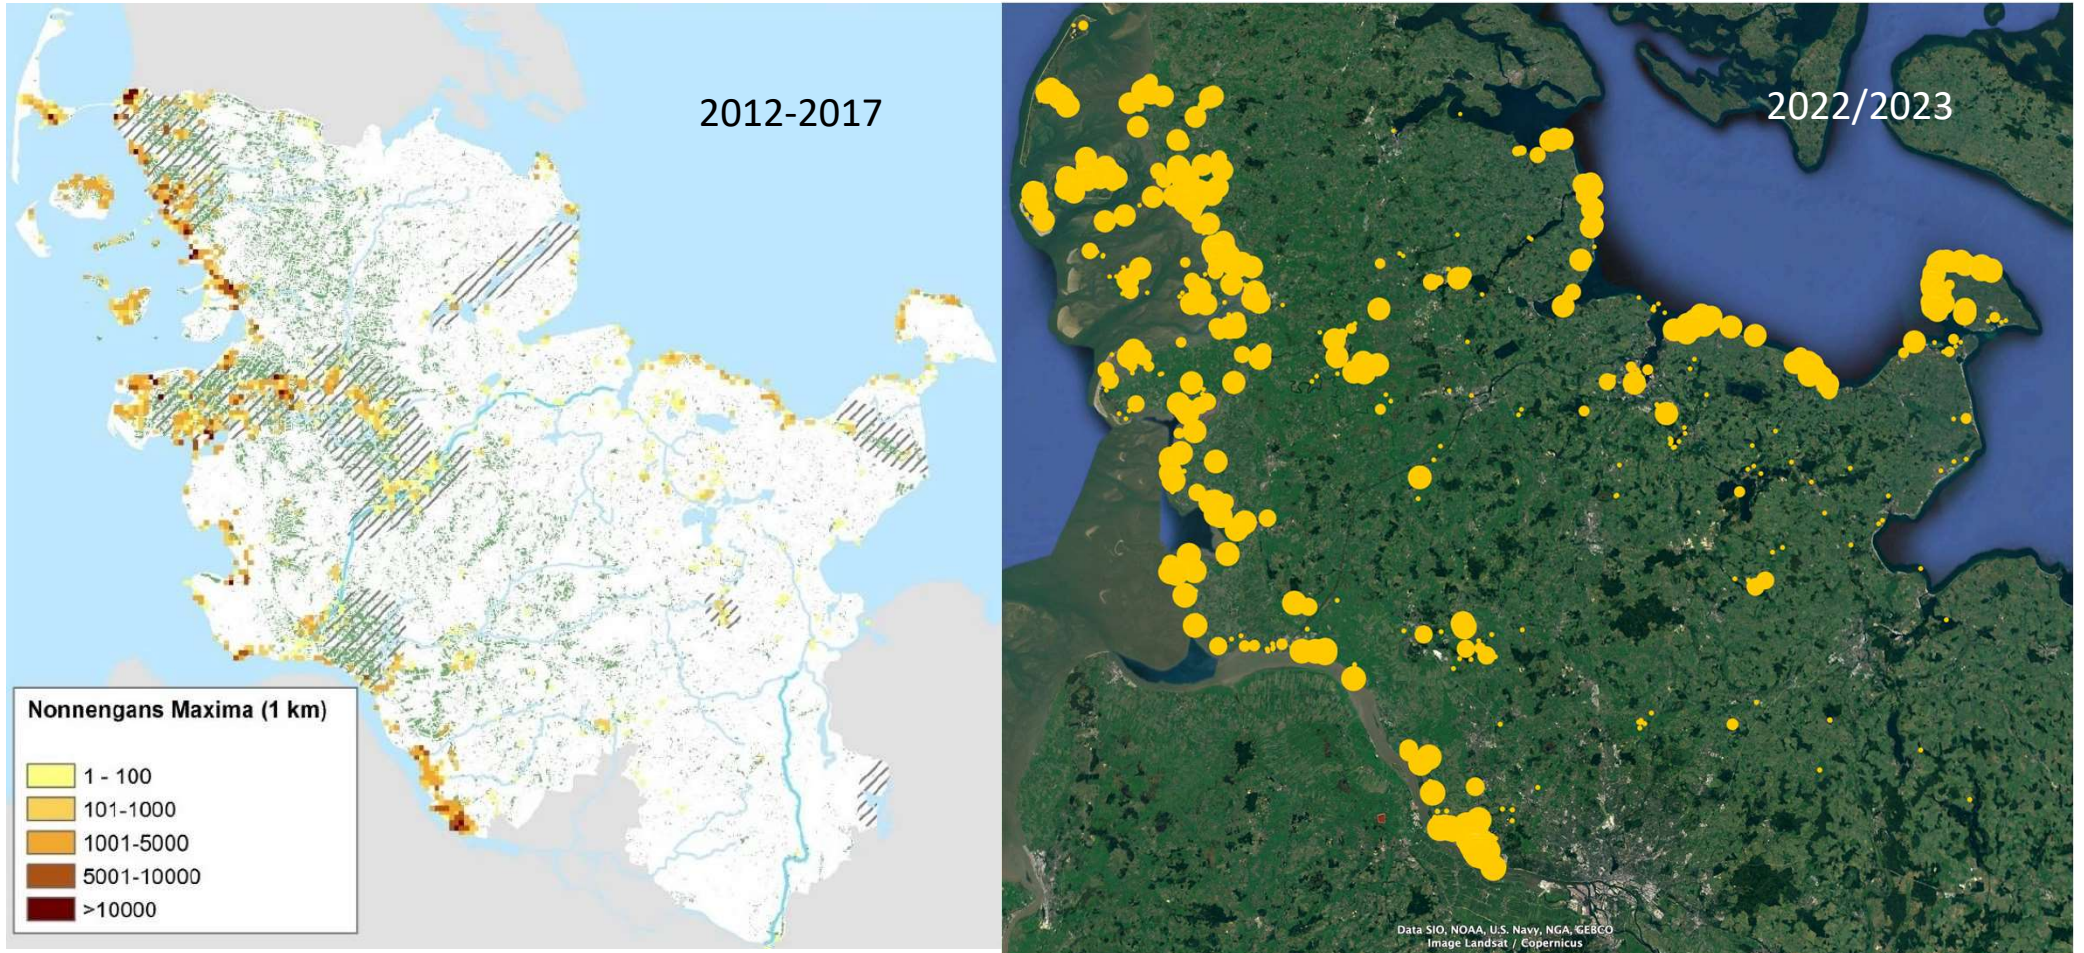 2012-2017
2022/2023
Nonnengans Maxima (1 km)
1 - 100
101-1000
1001-5000
5001-10000
>10000
Data SIO, NOAA, U.S. Navy, NGA, GEBCO
Image Landsat / Copernicus